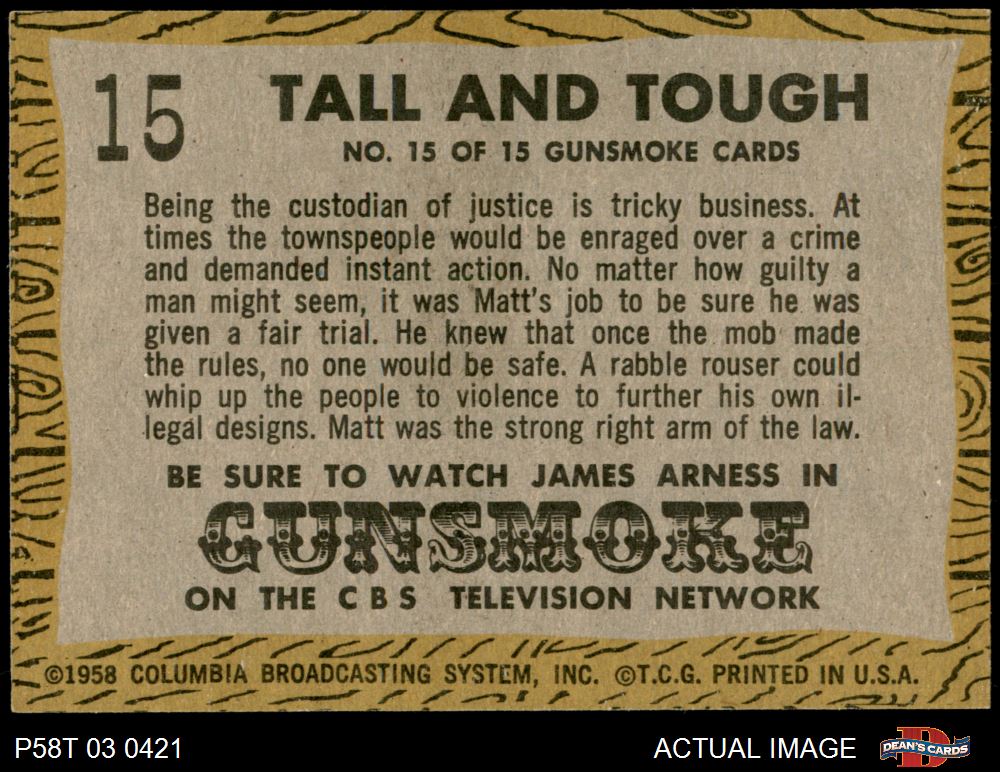 15
TALL AND TOUGH
NO. 15 OF 15 GUNSMOKE CARDS
Being the custodian of justice is tricky business. At
times the townspeople would be enraged over a crime
and demanded instant action. No matter how guilty a
man might seem, it was Matt's job to be sure he was
given a fair trial. He knew that once the mob made
the rules, no one would be safe. A rabble rouser could
whip up the people to violence to further his own il-
legal designs. Matt was the strong right arm of the law.
BE SURE TO WATCH JAMES ARNESS IN
GUNSMOKE
ON THE CBS TELEVISION NETWORK
©1958 COLUMBIA BROADCASTING SYSTEM, INC. ©T.C.G. PRINTED IN U.S.A.
P58T 03 0421
ACTUAL IMAGE
D
DEAN'S CARDS